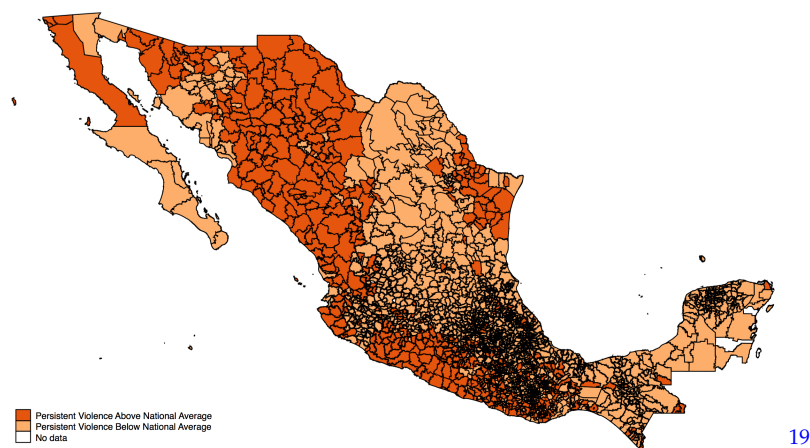 Persistent Violence Above National Average
Persistent Violence Below National Average
No data
19